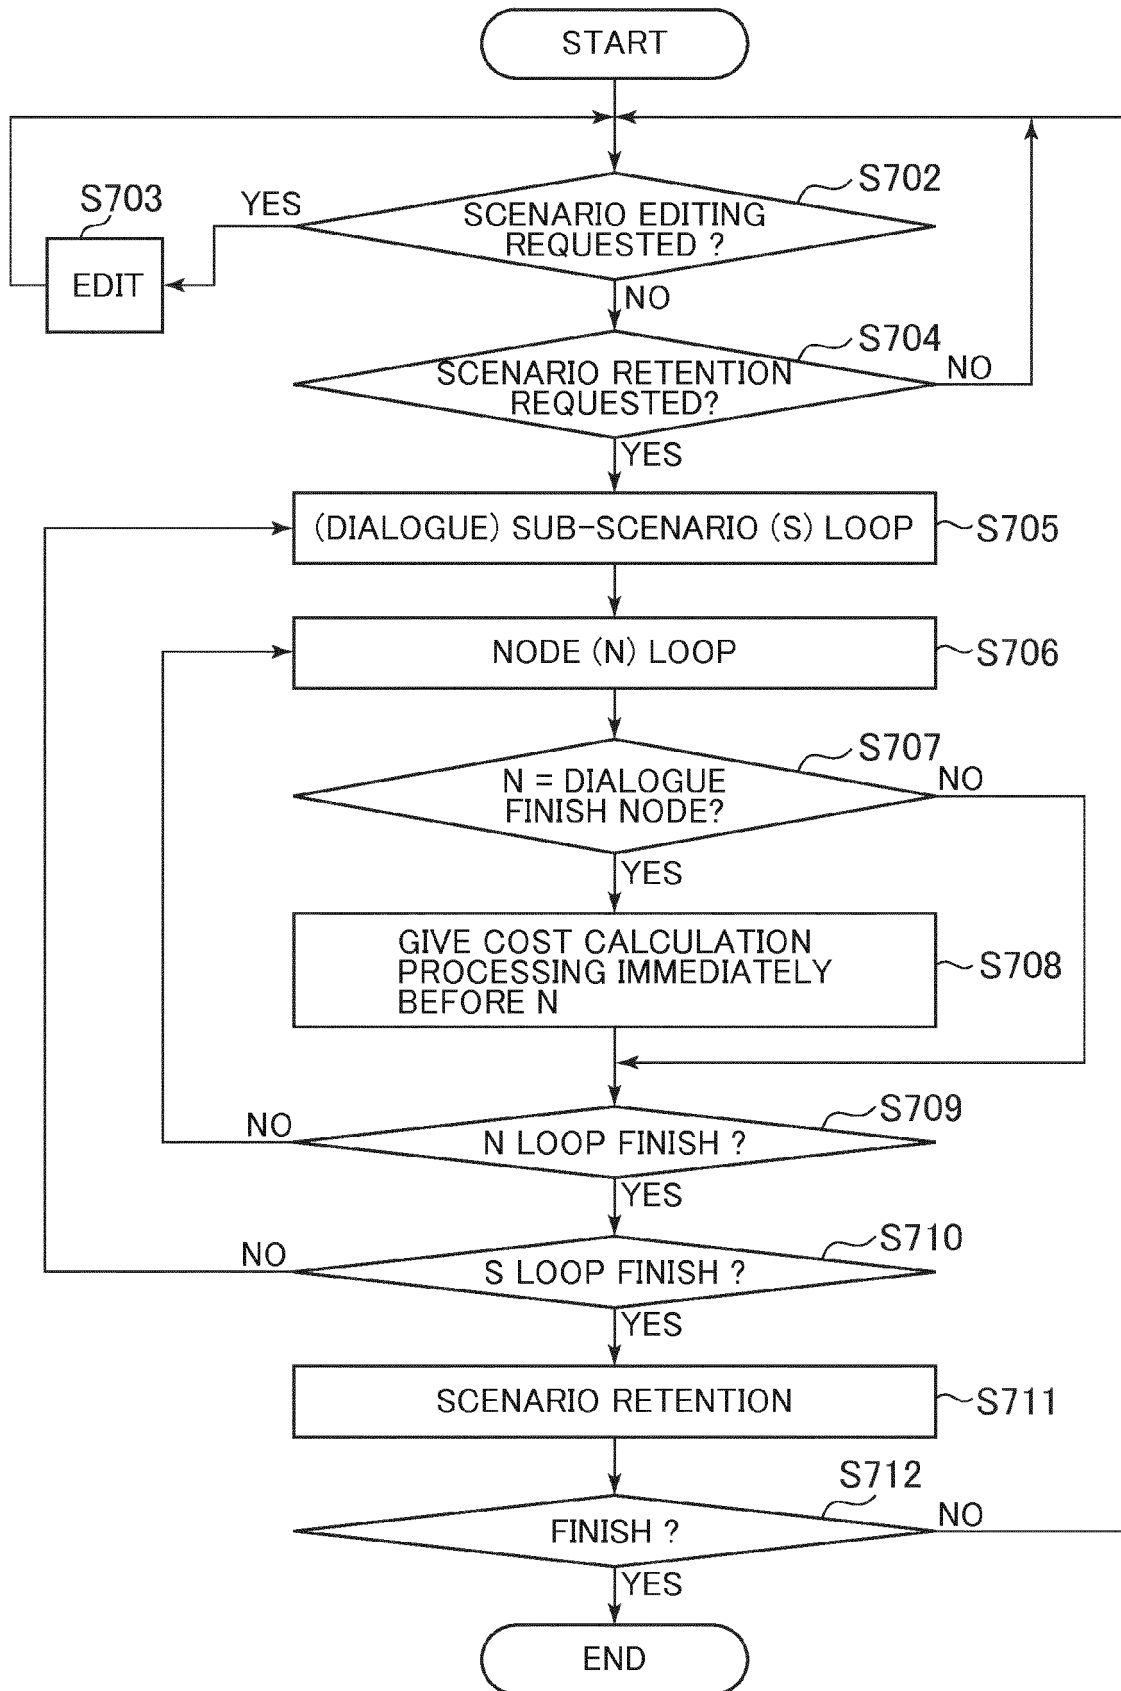 START
S702
S703
YES
SCENARIO EDITING
REQUESTED ?
EDIT
NO
S704
SCENARIO RETENTION
REQUESTED?
NO
YES
(DIALOGUE) SUB-SCENARIO (S) LOOP
S705
NODE (N) LOOP
S706
S707
N = DIALOGUE
FINISH NODE?
NO
YES
GIVE COST CALCULATION
PROCESSING IMMEDIATELY
BEFORE N
S708
S709
NO
N LOOP FINISH ?
YES
S710
NO
S LOOP FINISH ?
YES
SCENARIO RETENTION
S711
S712
FINISH ?
NO
YES
END